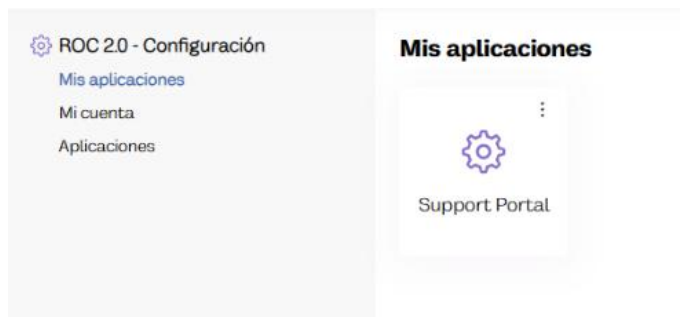 ROC 2.0 - Configuración
Mis aplicaciones
Mi cuenta
Aplicaciones
Mis aplicaciones
Support Portal